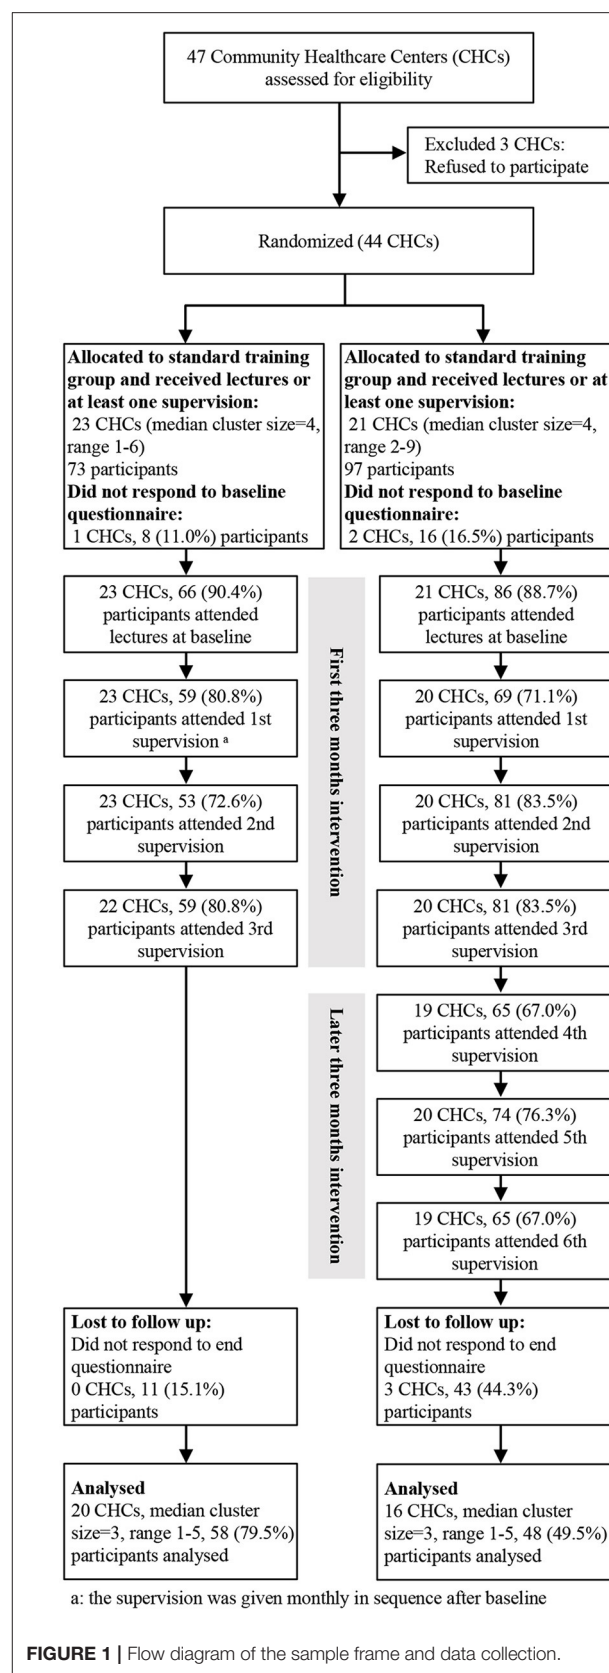 47 Community Healthcare Centers (CHCs)
assessed for eligibility
Excluded 3 CHCs:
Refused to participate
Randomized (44 CHCs)
Allocated to standard training
group and received lectures or
at least one supervision:
23 CHCs (median cluster size=4,
range 1-6)
73 participants
Did not respond to baseline
questionnaire:
1 CHCs, 8 (11.0%) participants
Allocated to standard training
group and received lectures or
at least one supervision:
21 CHCs (median cluster size=4,
range 2-9)
97 participants
Did not respond to baseline
questionnaire:
2 CHCs, 16 (16.5%) participants
First three months intervention
23 CHCs, 66 (90.4%)
participants attended
lectures at baseline
21 CHCs, 86 (88.7%)
participants attended
lectures at baseline
23 CHCs, 59 (80.8%)
participants attended 1st
supervision a
20 CHCs, 69 (71.1%)
participants attended 1st
supervision
23 CHCs, 53 (72.6%)
participants attended 2nd
supervision
20 CHCs, 81 (83.5%)
participants attended 2nd
supervision
22 CHCs, 59 (80.8%)
participants attended 3rd
supervision
20 CHCs, 81 (83.5%)
participants attended 3rd
supervision
Later three months intervention
19 CHCs, 65 (67.0%)
participants attended 4th
supervision
20 CHCs, 74 (76.3%)
participants attended 5th
supervision
19 CHCs, 65 (67.0%)
participants attended 6th
supervision
Lost to follow up:
Did not respond to end
questionnaire
0 CHCs, 11 (15.1%)
participants
Lost to follow up:
Did not respond to end
questionnaire
3 CHCs, 43 (44.3%)
participants
Analysed
20 CHCs, median cluster
size=3, range 1-5, 58 (79.5%)
participants analysed
Analysed
16 CHCs, median cluster
size=3, range 1-5, 48 (49.5%)
participants analysed
a: the supervision was given monthly in sequence after baseline
FIGURE 1 | Flow diagram of the sample frame and data collection.